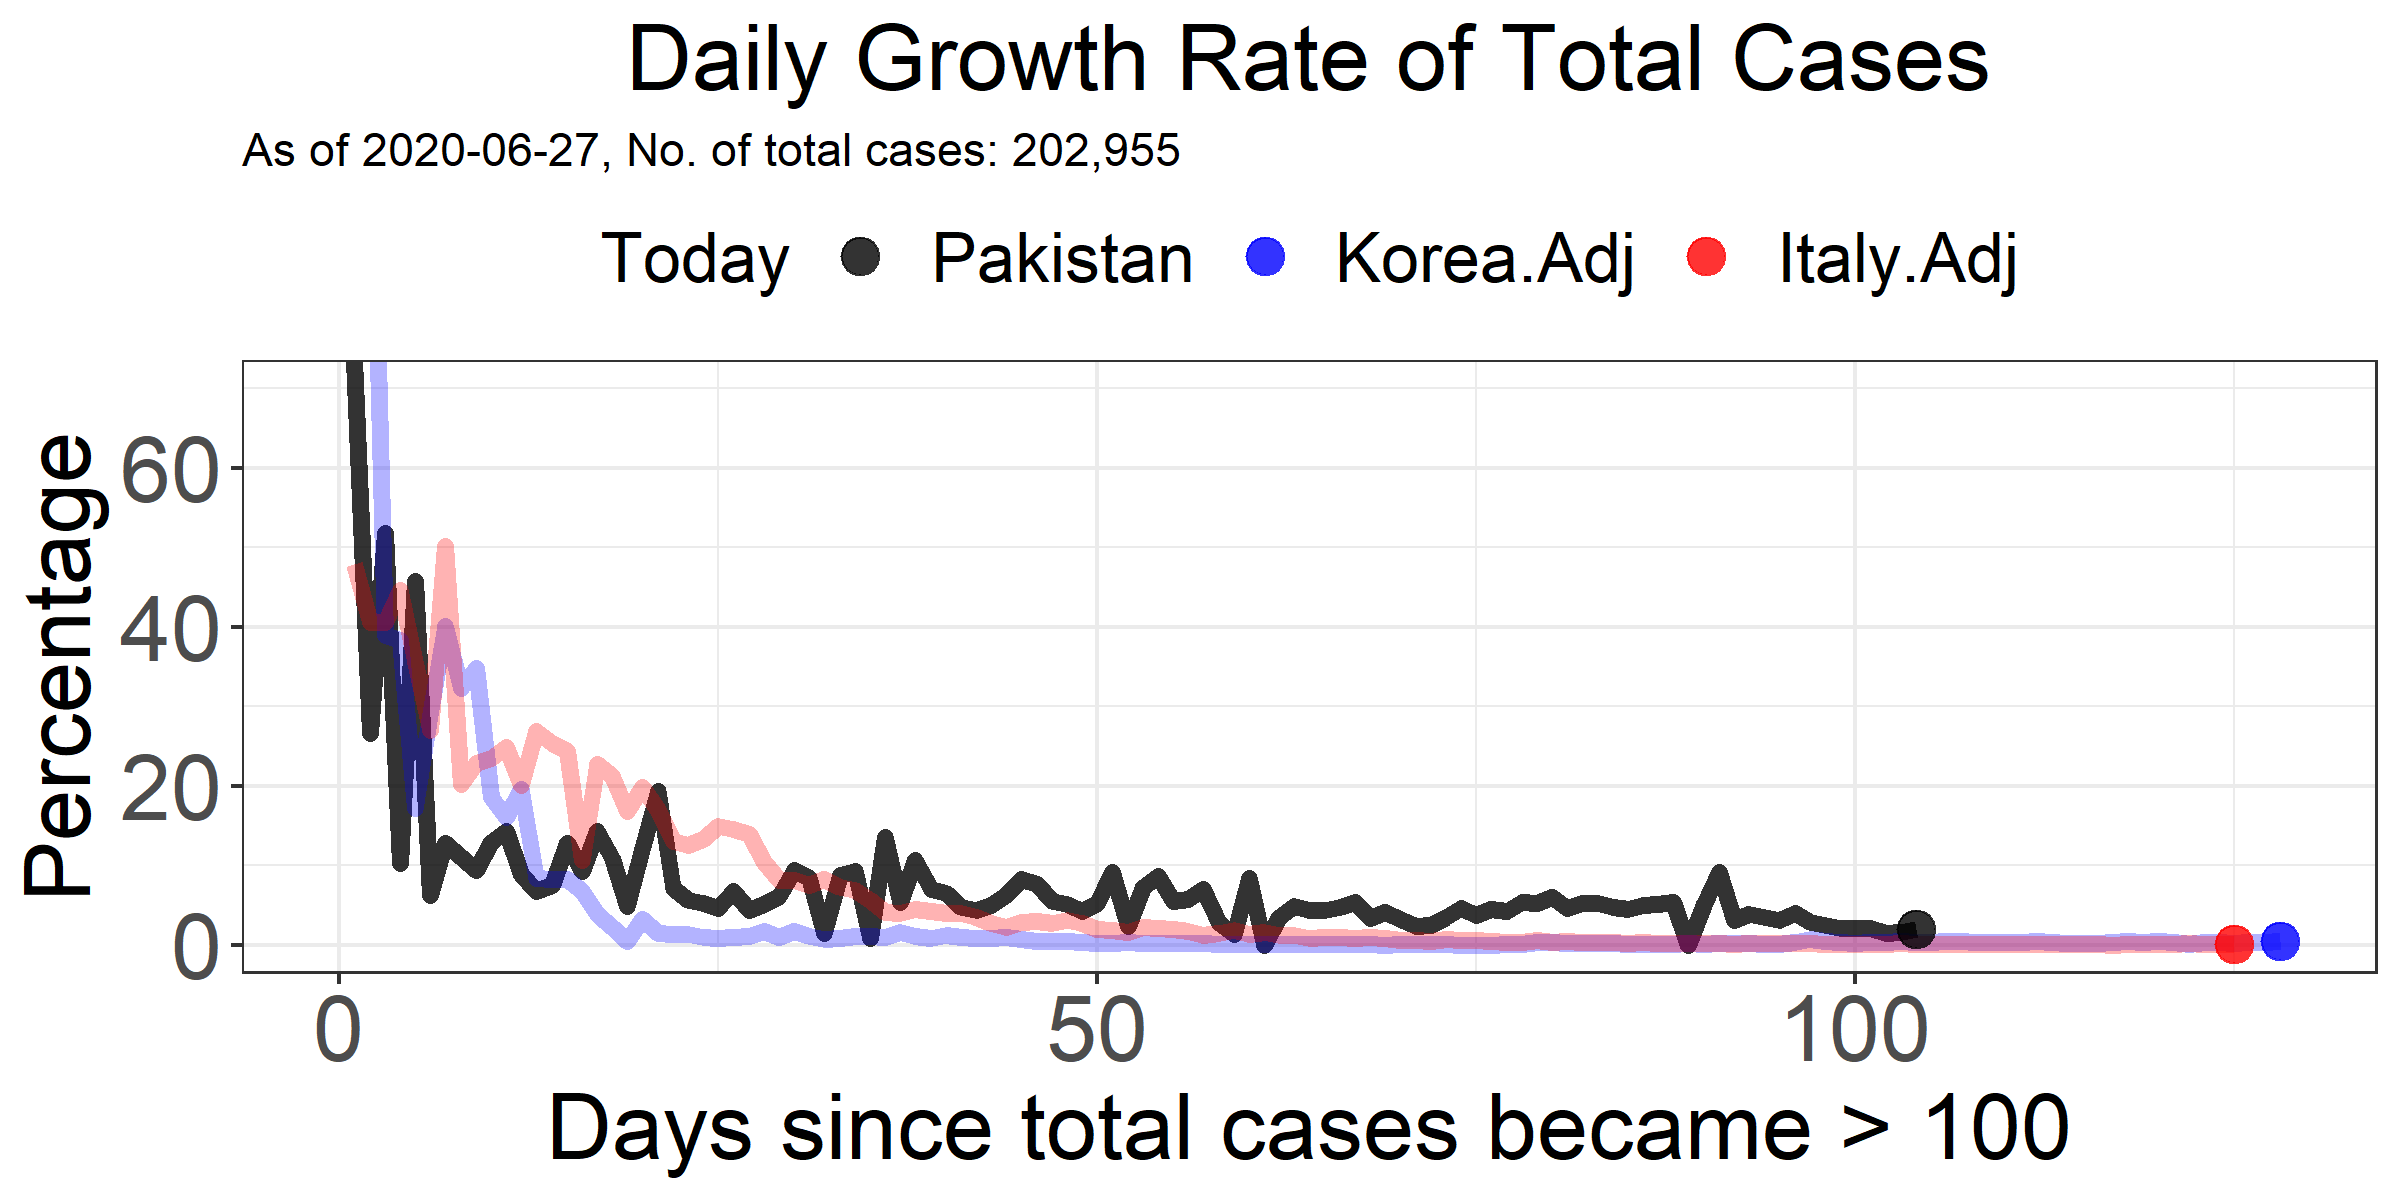 Daily Growth Rate of Total Cases
As of 2020-06-27, No. of total cases: 202,955
Today Pakistan Korea.Adj Italy.Adj
Percentage
60
40
20
0
0 50 100
Days since total cases became > 100